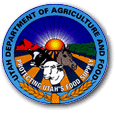 UTAH DEPARTMENT OF AGRICULTURE AND FOOD
PROTECTING UTAH'S FOOD SUPPLY